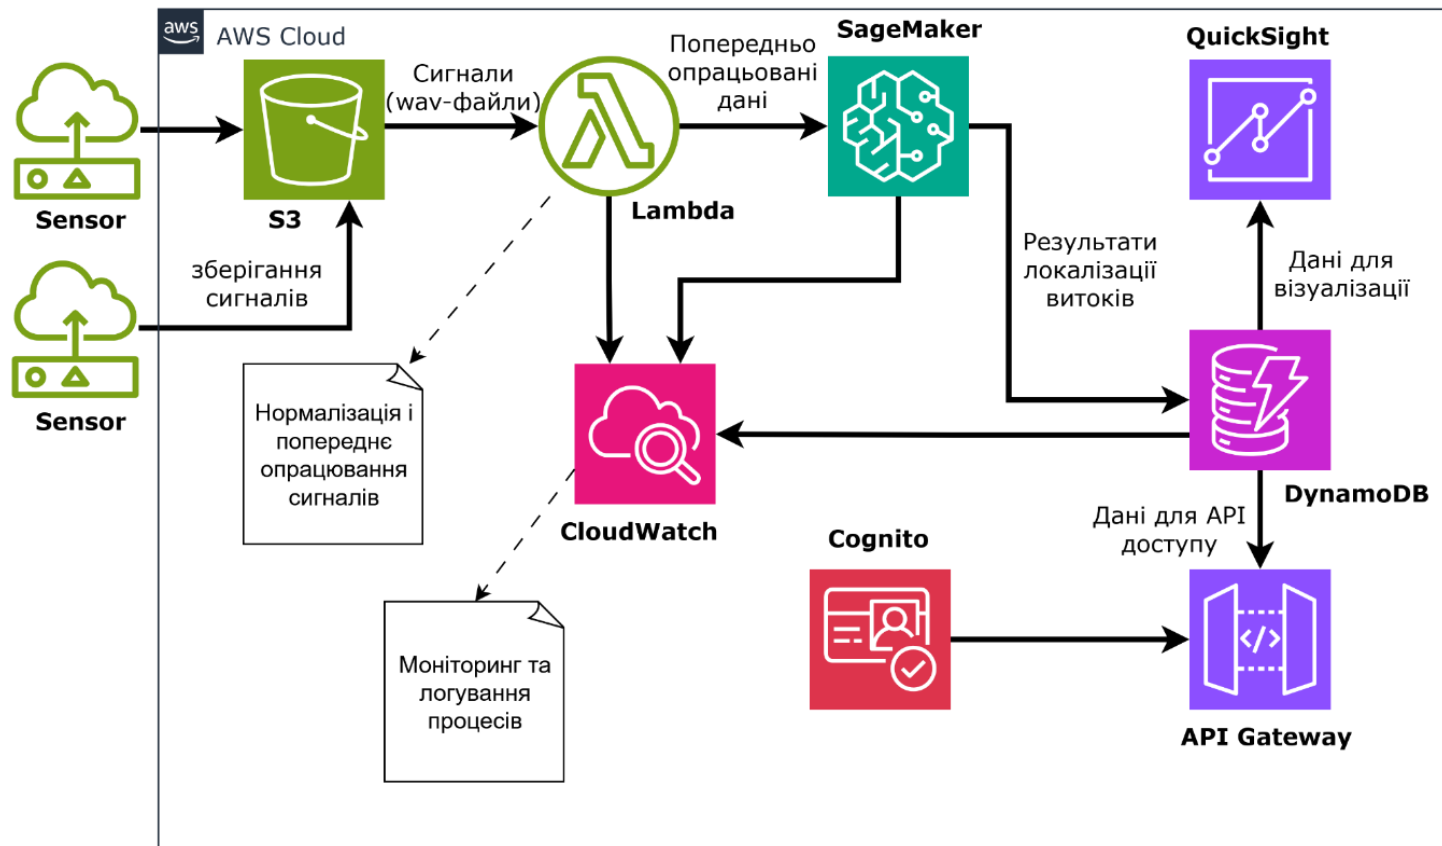 aws
AWS Cloud
SageMaker
QuickSight
Сигнали
(wav-файли)
Попередньо
опрацьовані
дані
Sensor
S3
Lambda
зберігання
сигналів
Результати
локалізації
витоків
Дані для
візуалізації
Sensor
Нормалізація і
попереднє
опрацювання
сигналів
CloudWatch
DynamoDB
Дані для API
доступу
Cognito
Моніторинг та
логування
процесів
</>
API Gateway